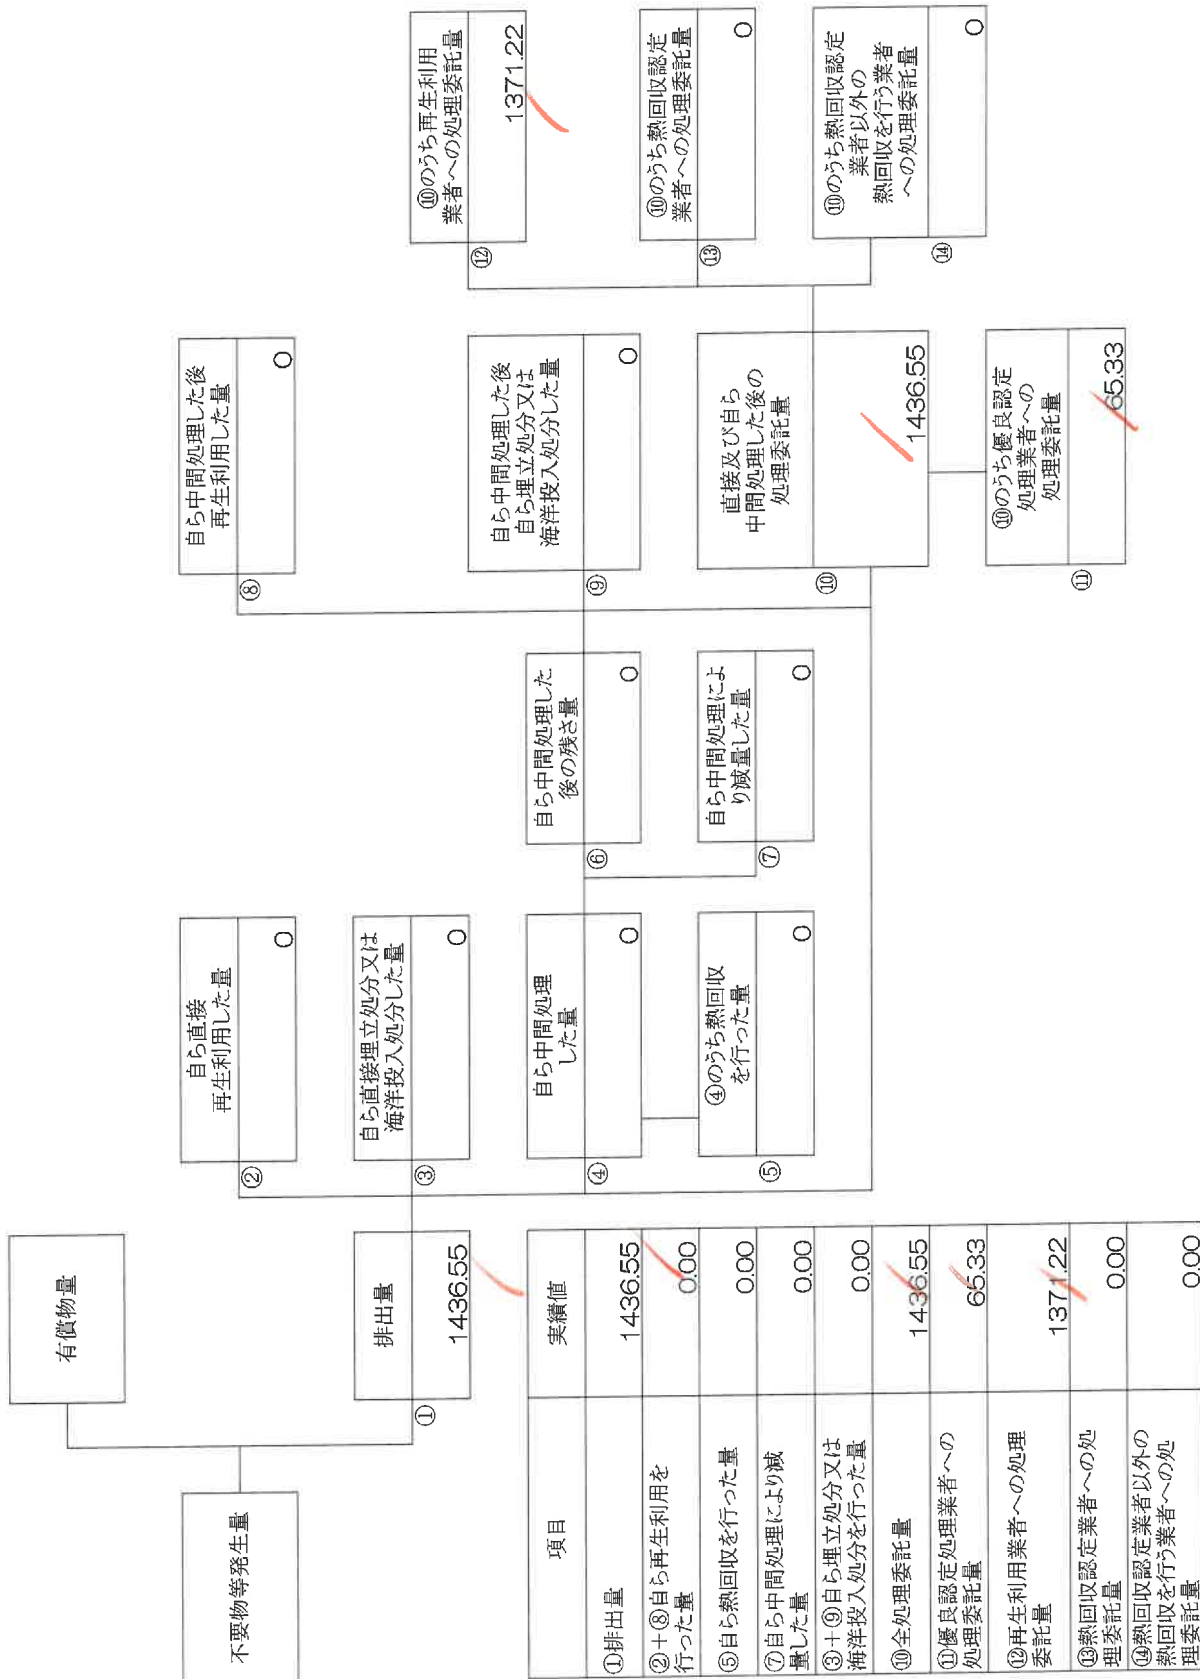 不要物等発生量
有償物量
①
排出量
1436.55
②
自ら直接
再生利用した量
0
③
自ら直接埋立処分又は
海洋投入処分した量
0
④
自ら中間処理
した量
0
⑤
④のうち熱回収
を行った量
0
⑥
自ら中間処理した
後の残さ量
0
⑦
自ら中間処理によ
り減量した量
0
⑧
自ら中間処理した後
再生利用した量
0
⑨
自ら中間処理した後
自ら埋立処分又は
海洋投入処分した量
0
⑩
直接及び自ら
中間処理した後の
処理委託量
1436.55
⑪
⑩のうち優良認定
処理業者への
処理委託量
65.33
⑫
⑩のうち再生利用
業者への処理委託量
1371.22
⑬
⑩のうち熱回収認定
業者への処理委託量
0
⑭
⑩のうち熱回収認定
業者以外の
熱回収を行う業者
への処理委託量
0
項目 実績値
①排出量 1436.55
②+⑧自ら再生利用を
行った量 0.00
⑤自ら熱回収を行った量 0.00
⑦自ら中間処理により減
量した量 0.00
③+⑨自ら埋立処分又は
海洋投入処分を行った量 0.00
⑩全処理委託量 1436.55
⑪優良認定処理業者への
処理委託量 65.33
⑫再生利用業者への処理
委託量 1371.22
⑬熱回収認定業者への処
理委託量 0.00
⑭熱回収認定業者以外の
熱回収を行う業者への処
理委託量 0.00